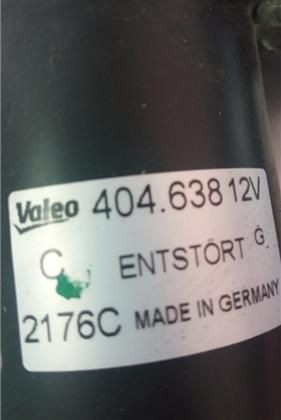 Valeo 404.638 12V
C ENTSTÖRT G
2176C MADE IN GERMANY